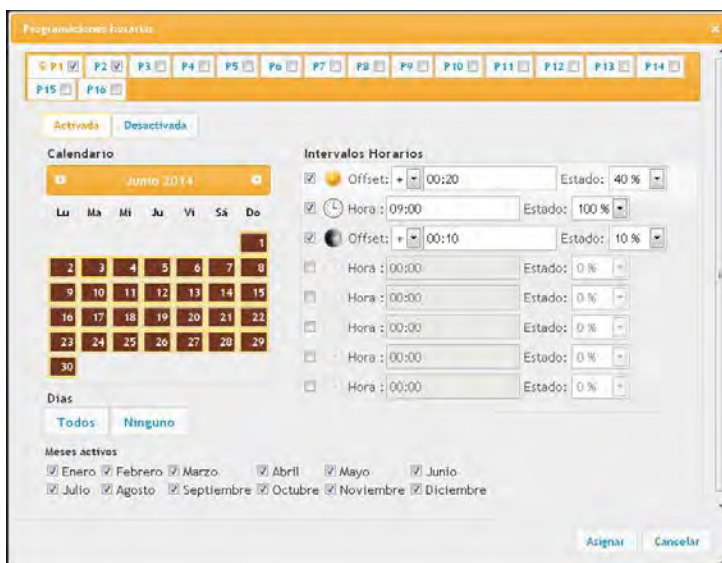 Programaciones horarias
P1 P2 P3 P4 P5 P6 P7 P8 P9 P10 P11 P12 P13 P14
P15 P16
Activada Desactivada
Calendario
Junio 2014
Lu Ma Mi Ju Vi Sá Do
1
2 3 4 5 6 7 8
9 10 11 12 13 14 15
16 17 18 19 20 21 22
23 24 25 26 27 28 29
30
Días
Todos Ninguno
Intervalos Horarios
Offset: + 00:20 Estado: 40 %
Hora : 09:00 Estado: 100 %
Offset: + 00:10 Estado: 10 %
Hora : 00:00 Estado: 0 %
Hora : 00:00 Estado: 0 %
Hora : 00:00 Estado: 0 %
Hora : 00:00 Estado: 0 %
Hora : 00:00 Estado: 0 %
Meses activos
Enero Febrero Marzo Abril Mayo Junio
Julio Agosto Septiembre Octubre Noviembre Diciembre
Asignar Cancelar